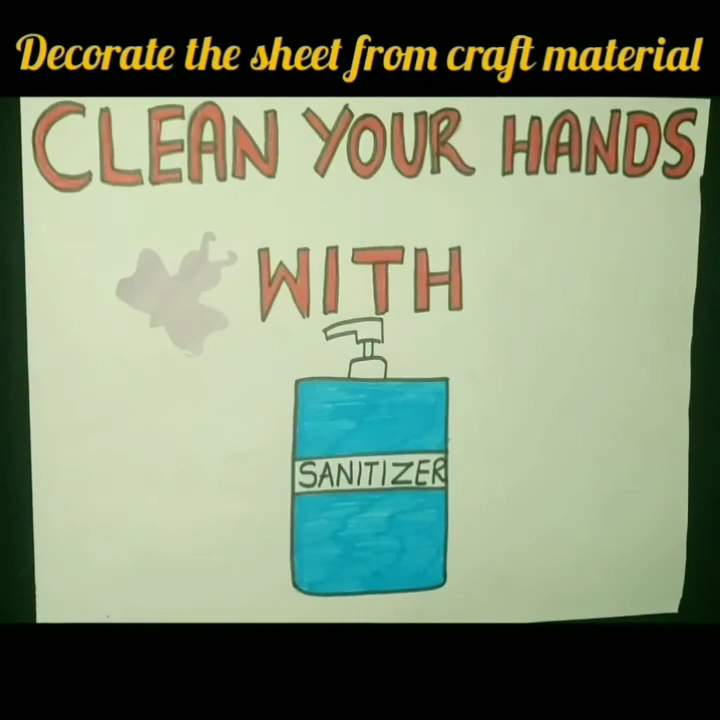 Decorate the sheet from craft material
CLEAN YOUR HANDS
WITH
SANITIZER